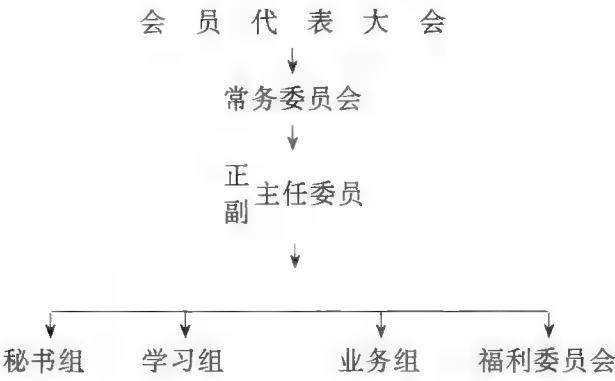 会员代表大会
常务委员会
正
副 主任委员
秘书组 学习组 业务组 福利委员会